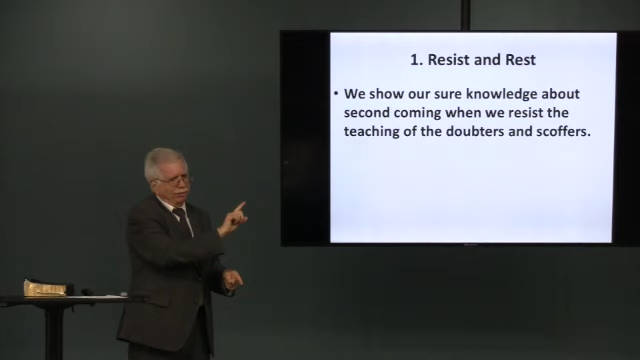 1. Resist and Rest
• We show our sure knowledge about
second coming when we resist the
teaching of the doubters and scoffers.